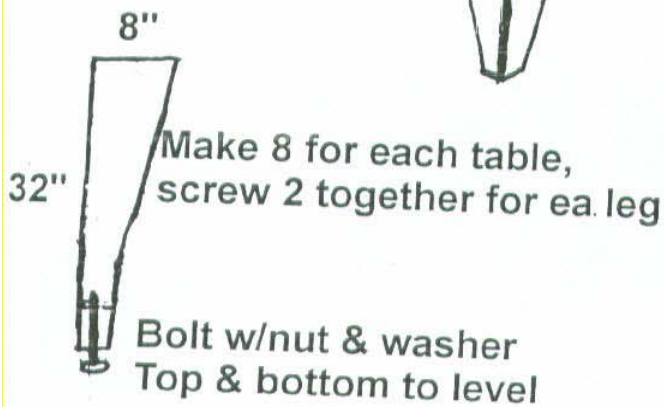 8"
32"
Make 8 for each table,
screw 2 together for ea. leg
Bolt w/nut & washer
Top & bottom to level